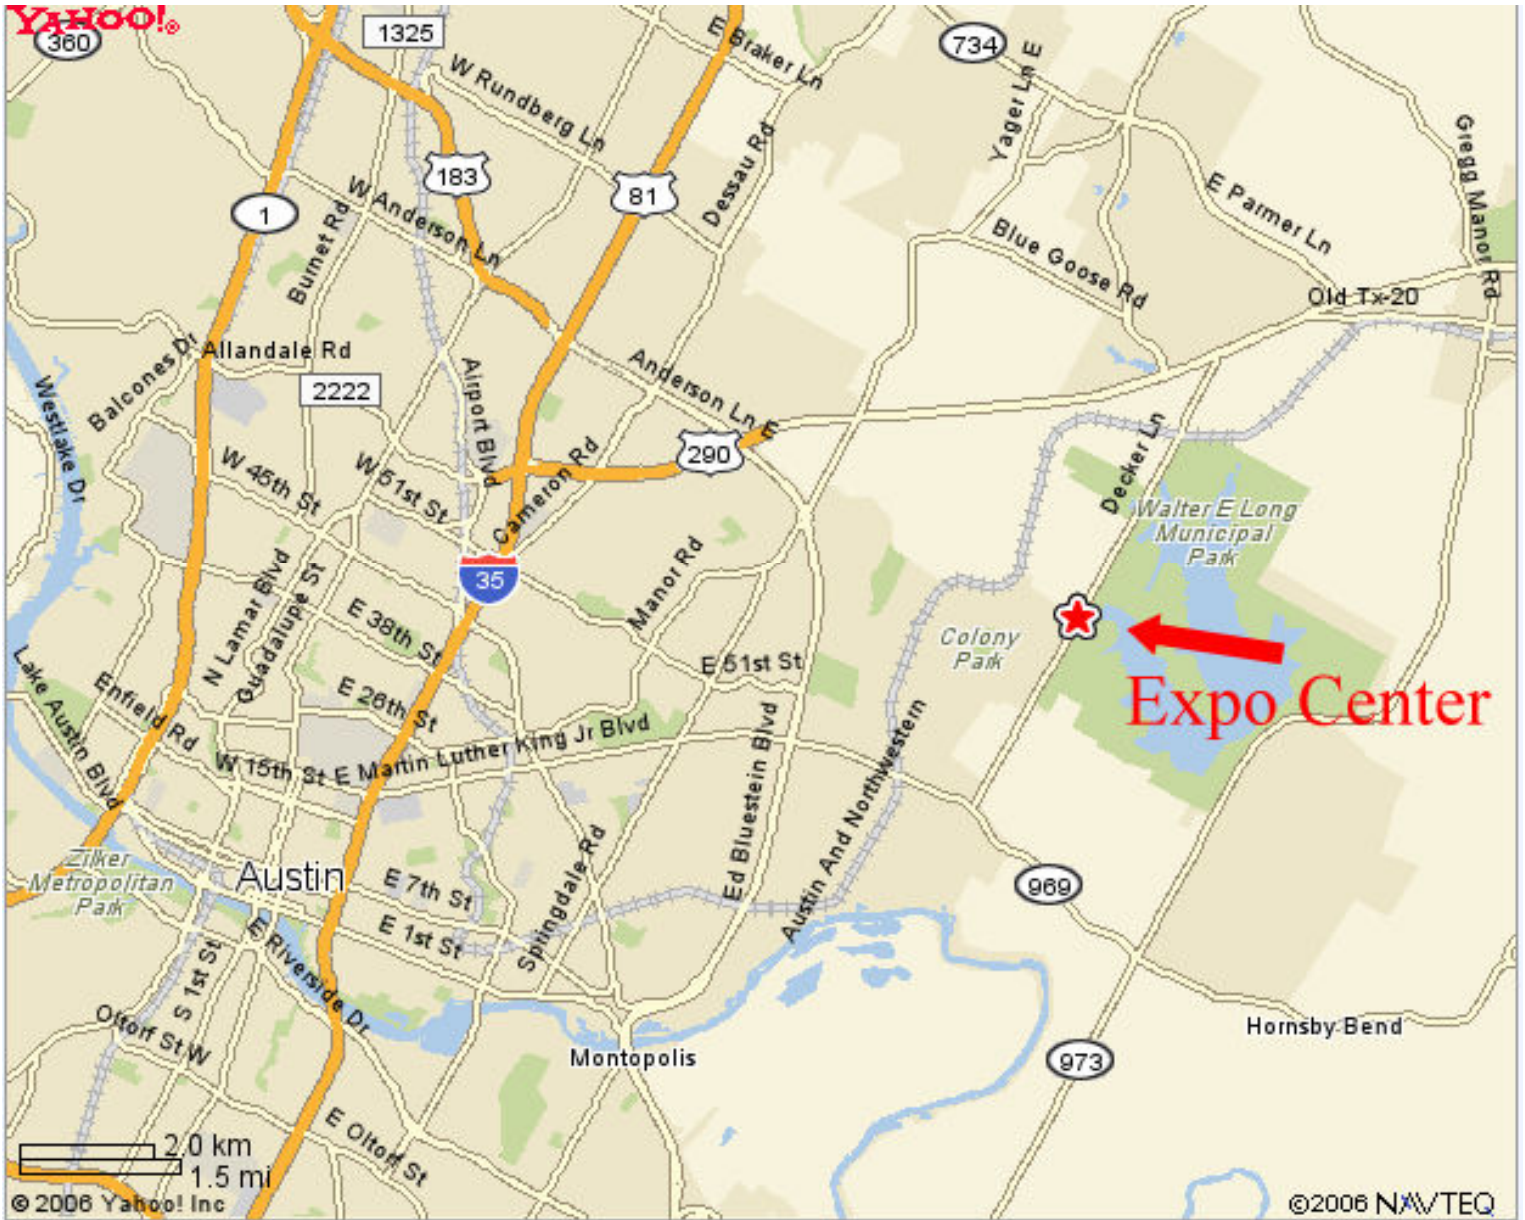 YAHOO!®
360
1325
E Braker Ln
734
Yager Ln E
Gregg Manor Rd
W Rundberg Ln
183
81
Dessau Rd
E Parmer Ln
1
Burnet Rd
W Anderson Ln
Blue Goose Rd
Old Tx-20
Balcones Dr
Allandale Rd
2222
Airport Blvd
Anderson Ln E
Westlake Dr
290
Decker Ln
W 45th St
W 51st St
Cameron Rd
Walter E Long
Municipal
Park
35
Manor Rd
N Lamar Blvd
Guadalupe St
E 38th St
Colony
Park
E 51st St
Expo Center
Lake Austin Blvd
Enfield Rd
E 26th St
W 15th St
E Martin Luther King Jr Blvd
Ed Bluestein Blvd
Austin And Northwestern
Zilker
Metropolitan
Park
Austin
E 7th St
E 1st St
Springdale Rd
969
E Riverside Dr
S 1st St
Oltorf St W
Montopolis
Hornsby Bend
973
E Oltorf St
2.0 km
1.5 mi
© 2006 Yahoo! Inc
©2006 NAVTEQ